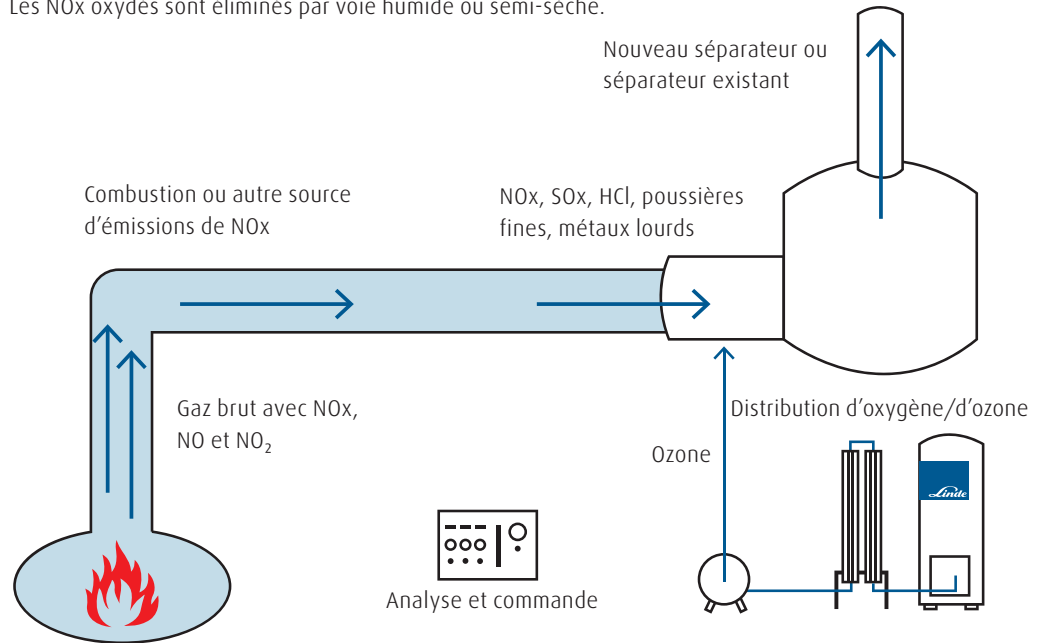 Les NOx oxydés sont éliminés par voie humide ou semi-sèche.
Nouveau séparateur ou
séparateur existant
Combustion ou autre source
d’émissions de NOx
NOx, SOx, HCl, poussières
fines, métaux lourds
Gaz brut avec NOx,
NO et NO₂
Distribution d’oxygène/d’ozone
Ozone
Linde
Analyse et commande